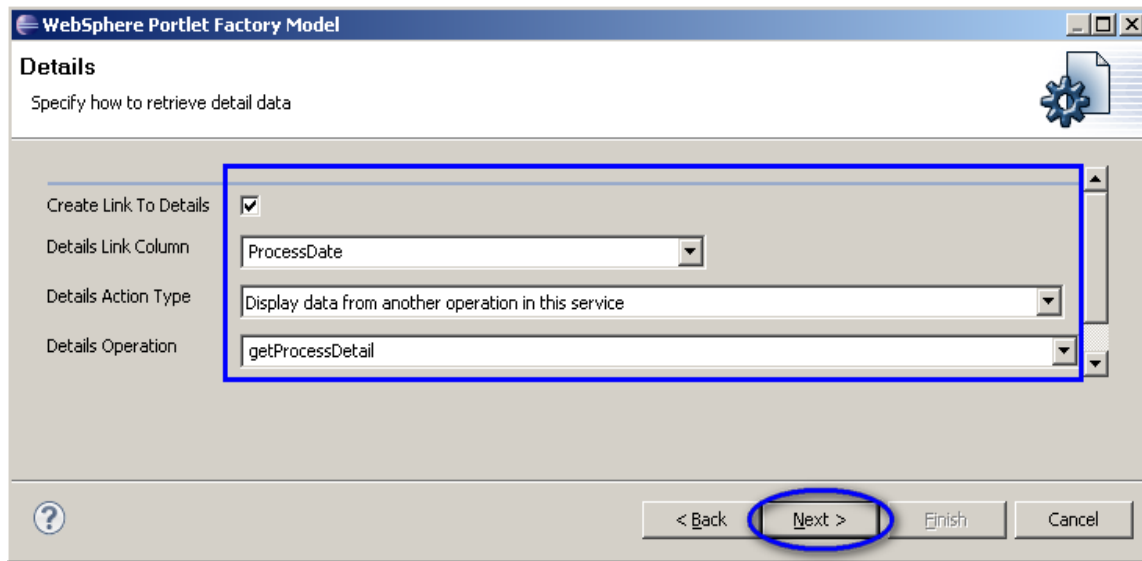 WebSphere Portlet Factory Model
Details
Specify how to retrieve detail data
Create Link To Details
Details Link Column ProcessDate
Details Action Type Display data from another operation in this service
Details Operation getProcessDetail
? < Back Next > Finish Cancel